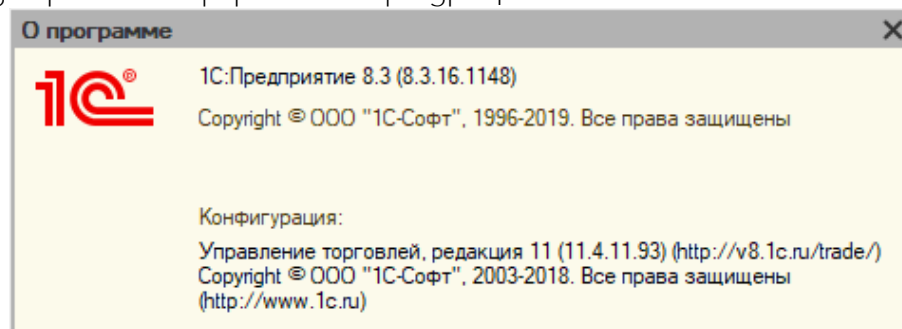 О программе
1С®
1С:Предприятие 8.3 (8.3.16.1148)
Copyright © ООО "1С-Софт", 1996-2019. Все права защищены
Конфигурация:
Управление торговлей, редакция 11 (11.4.11.93) (http://v8.1c.ru/trade/)
Copyright © ООО "1С-Софт", 2003-2018. Все права защищены
(http://www.1c.ru)